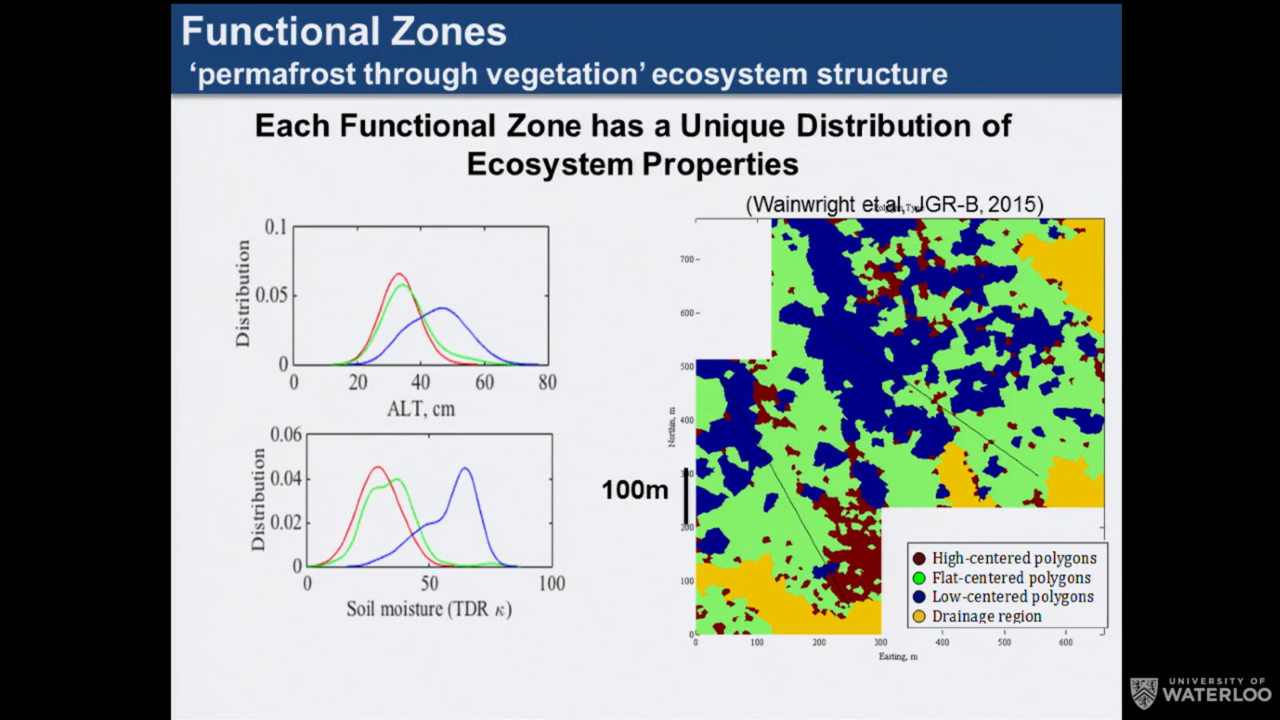 Functional Zones
‘permafrost through vegetation’ ecosystem structure
Each Functional Zone has a Unique Distribution of
Ecosystem Properties
(Wainwright et al, JGR-B, 2015)
0.1
0.05
0
Distribution
0 20 40 60 80
ALT, cm
0.06
0.04
0.02
0
Distribution
0 50 100
Soil moisture (TDR κ)
100m
700
600
500
400
200
100
0
0 100 200 300 400 500 600
Easting, m
High-centered polygons
Flat-centered polygons
Low-centered polygons
Drainage region
UNIVERSITY OF
WATERLOO